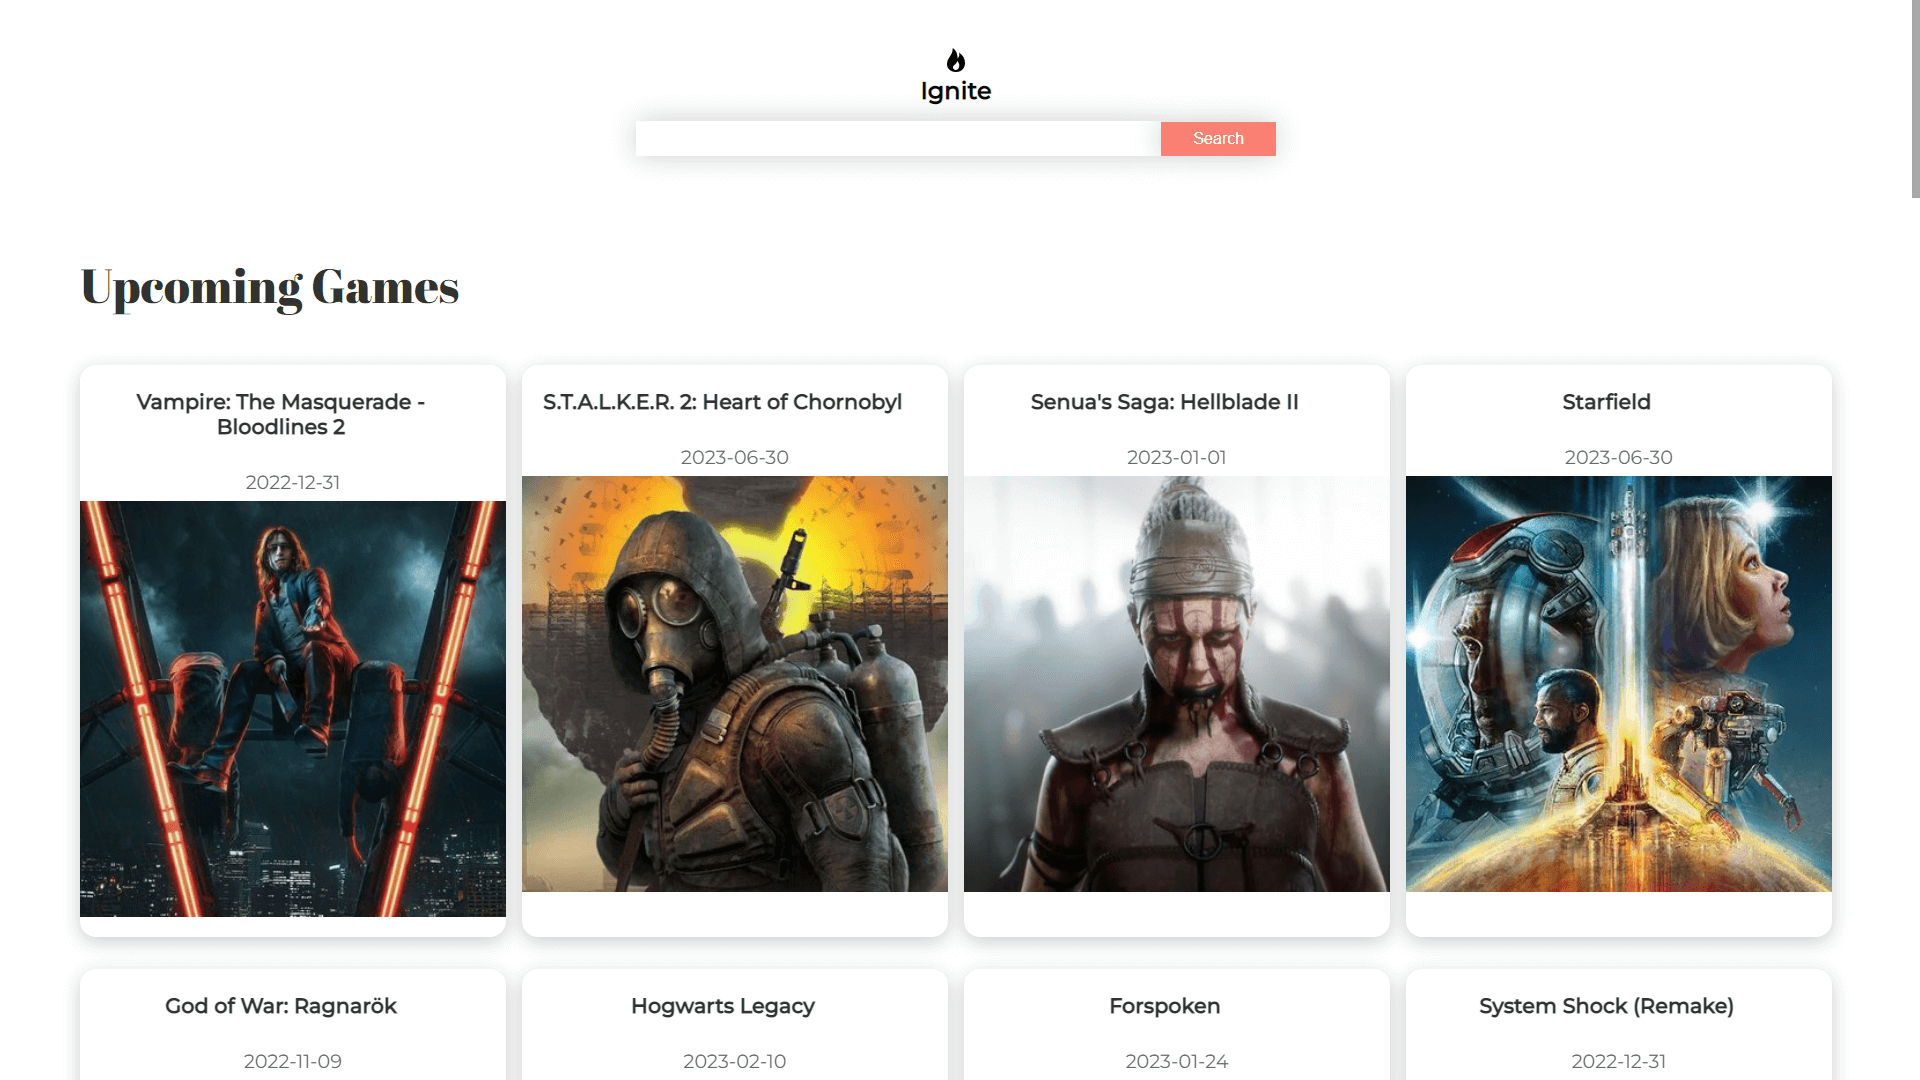 Ignite
Search
Upcoming Games
Vampire: The Masquerade -
Bloodlines 2
2022-12-31
S.T.A.L.K.E.R. 2: Heart of Chornobyl
2023-06-30
Senua's Saga: Hellblade II
2023-01-01
Starfield
2023-06-30
God of War: Ragnarök
2022-11-09
Hogwarts Legacy
2023-02-10
Forspoken
2023-01-24
System Shock (Remake)
2022-12-31